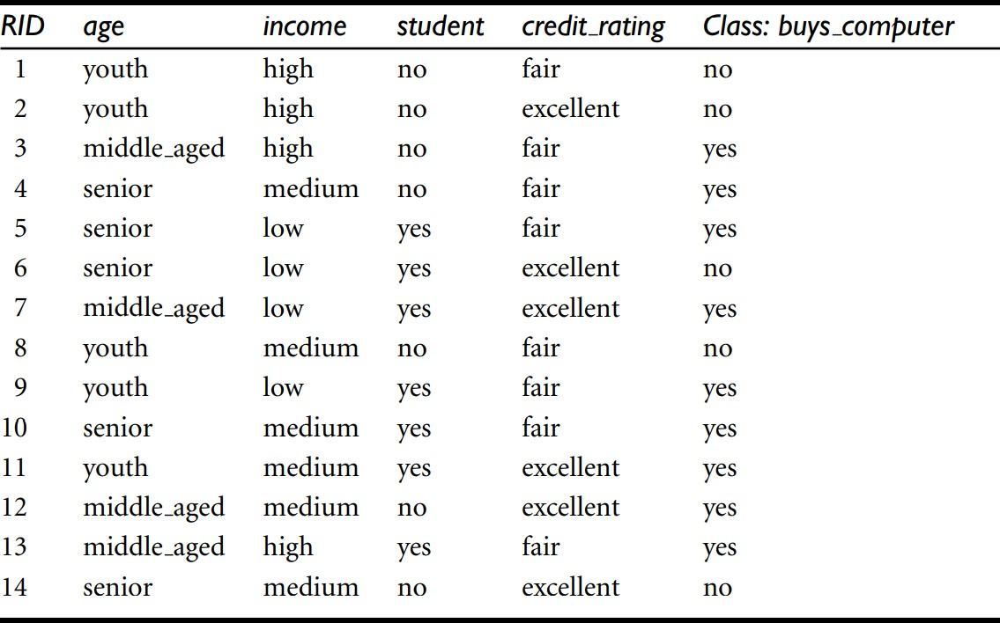 RID age income student credit_rating Class: buys_computer
1 youth high no fair no
2 youth high no excellent no
3 middle_aged high no fair yes
4 senior medium no fair yes
5 senior low yes fair yes
6 senior low yes excellent no
7 middle_aged low yes excellent yes
8 youth medium no fair no
9 youth low yes fair yes
10 senior medium yes fair yes
11 youth medium yes excellent yes
12 middle_aged medium no excellent yes
13 middle_aged high yes fair yes
14 senior medium no excellent no